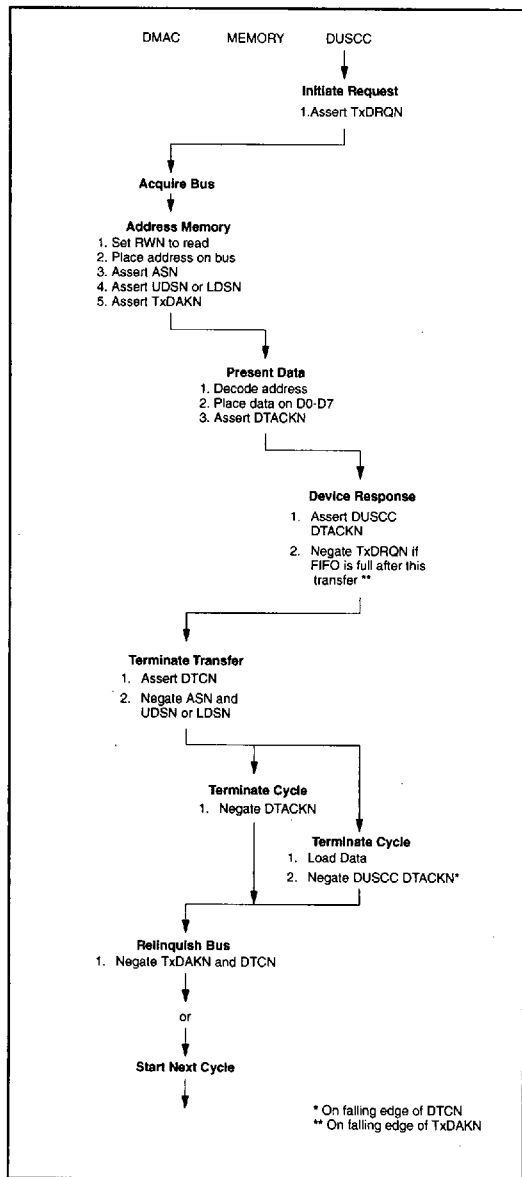 DMAC MEMORY DUSCC
Initiate Request
1.Assert TxDRQN
Acquire Bus
Address Memory
1. Set RWN to read
2. Place address on bus
3. Assert ASN
4. Assert UDSN or LDSN
5. Assert TxDAKN
Present Data
1. Decode address
2. Place data on D0-D7
3. Assert DTACKN
Device Response
1. Assert DUSCC
DTACKN
2. Negate TxDRQN if
FIFO is full after this
transfer **
Terminate Transfer
1. Assert DTCN
2. Negate ASN and
UDSN or LDSN
Terminate Cycle
1. Negate DTACKN
Terminate Cycle
1. Load Data
2. Negate DUSCC DTACKN*
Relinquish Bus
1. Negate TxDAKN and DTCN
or
Start Next Cycle
* On falling edge of DTCN
** On falling edge of TxDAKN